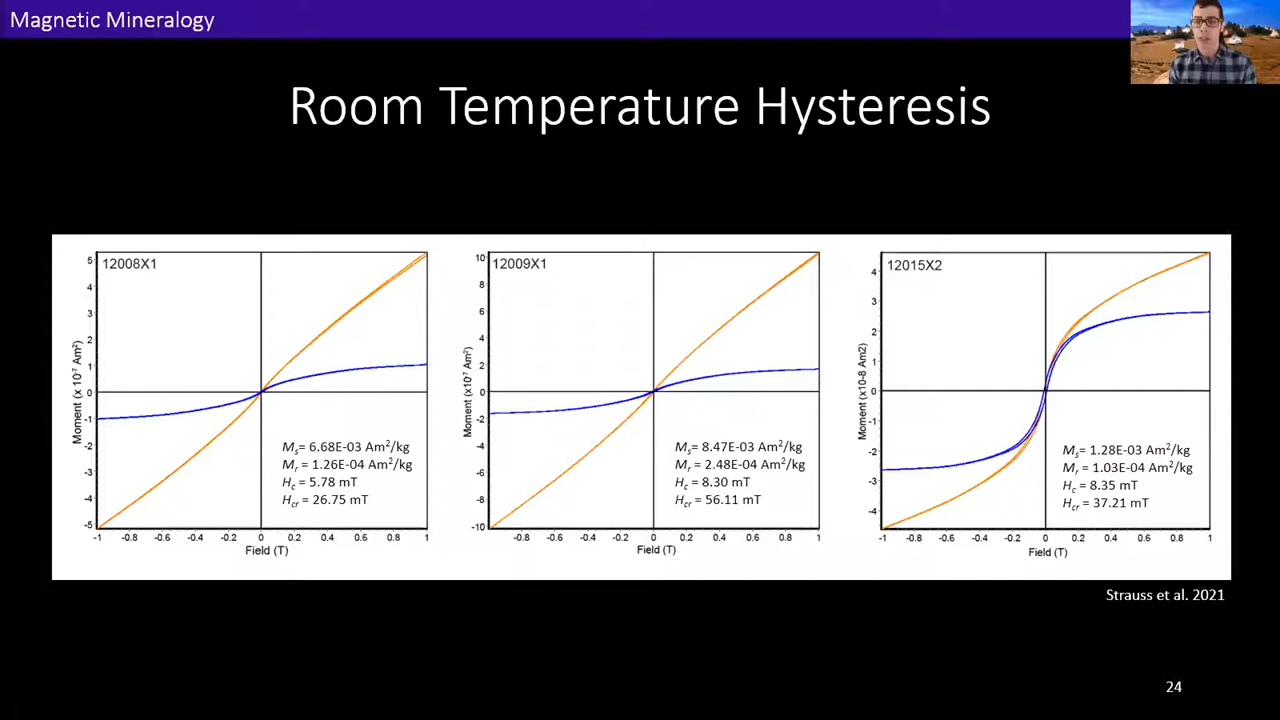 Magnetic Mineralogy
Room Temperature Hysteresis
12008X1
5
4
3
2
1
0
-1
-2
-3
-4
-5
Moment (x 10⁻⁷ Am²)
Mₛ= 6.68E-03 Am²/kg
Mᵣ = 1.26E-04 Am²/kg
H꜀ = 5.78 mT
H꜀ᵣ = 26.75 mT
-1 -0.8 -0.6 -0.4 -0.2 0 0.2 0.4 0.6 0.8 1
Field (T)
12009X1
10
8
6
4
2
0
-2
-4
-6
-8
-10
Moment (x 10⁻⁷ Am²)
Mₛ= 8.47E-03 Am²/kg
Mᵣ = 2.48E-04 Am²/kg
H꜀ = 8.30 mT
H꜀ᵣ = 56.11 mT
-1 -0.8 -0.6 -0.4 -0.2 0 0.2 0.4 0.6 0.8 1
Field (T)
12015X2
4
3
2
1
0
-1
-2
-3
-4
Moment (x10-8 Am2)
Mₛ= 1.28E-03 Am²/kg
Mᵣ = 1.03E-04 Am²/kg
H꜀ = 8.35 mT
H꜀ᵣ = 37.21 mT
-1 -0.8 -0.6 -0.4 -0.2 0 0.2 0.4 0.6 0.8 1
Field (T)
Strauss et al. 2021
24